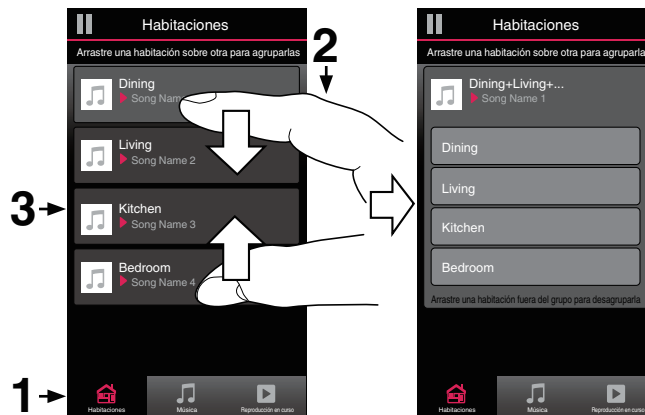 Habitaciones
Arrastre una habitación sobre otra para agruparlas
Dining
Song Nam
Living
Song Name 2
Kitchen
Song Name 3
Bedroom
Song Name 4
Habitaciones
Música
Reproducción en curso
2
3
1
Habitaciones
Arrastre una habitación sobre otra para agruparla
Dining+Living+...
Song Name 1
Dining
Living
Kitchen
Bedroom
Arrastre una habitación fuera del grupo para desagruparla
Habitaciones
Música
Reproducción en curso